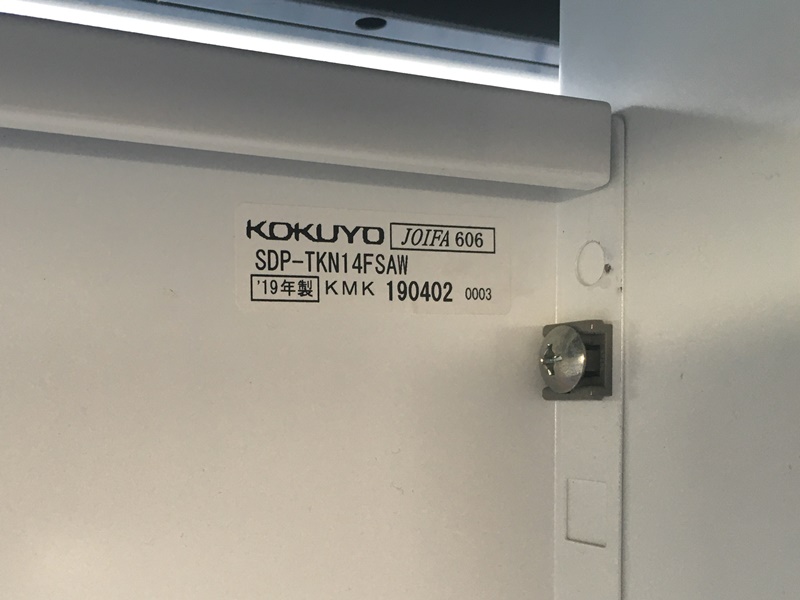 KOKUYO JOIFA 606
SDP-TKN14FSAW
'19年製 KMK 190402 0003